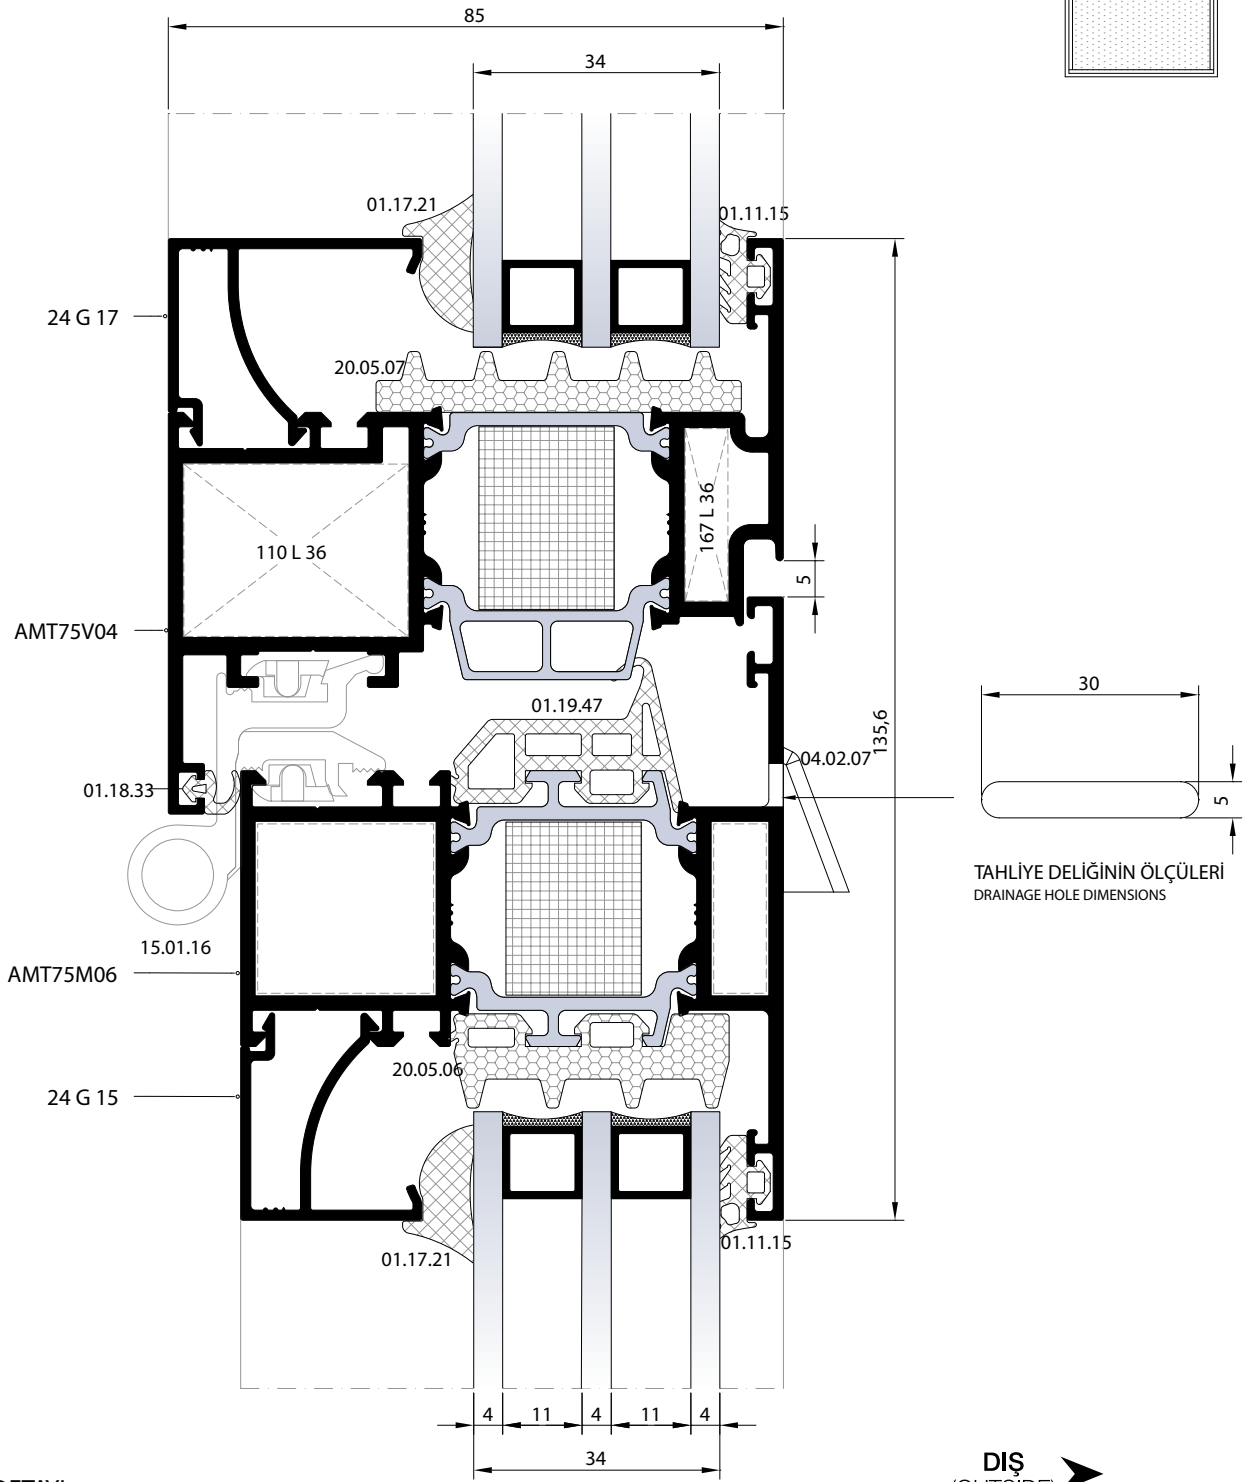 85
34
01.17.21
01.11.15
24 G 17
20.05.07
110 L 36
167 L 36
5
AMT75V04
01.19.47
135,6
30
04.02.07
01.18.33
5
TAHLİYE DELİĞİNİN ÖLÇÜLERİ
DRAINAGE HOLE DIMENSIONS
15.01.16
AMT75M06
20.05.06
24 G 15
01.17.21
01.11.15
4 11 4 11 4
34
DIŞ